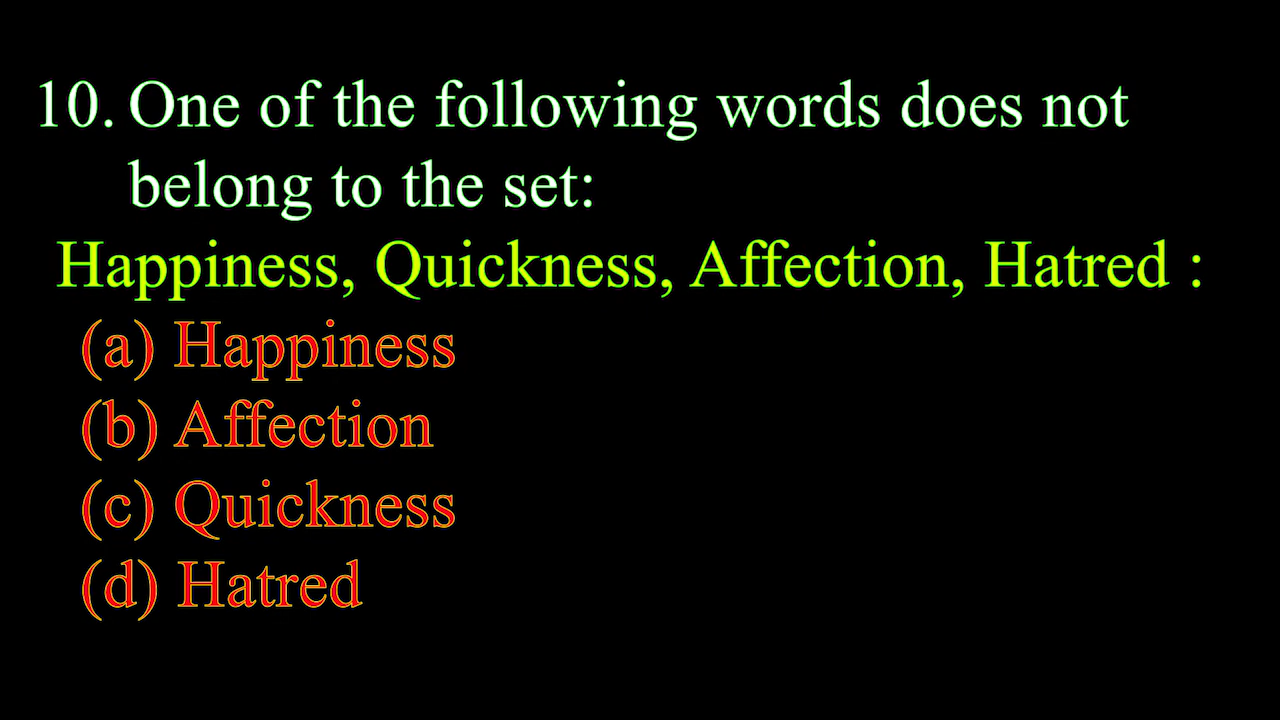 10. One of the following words does not
belong to the set:
Happiness, Quickness, Affection, Hatred :
(a) Happiness
(b) Affection
(c) Quickness
(d) Hatred